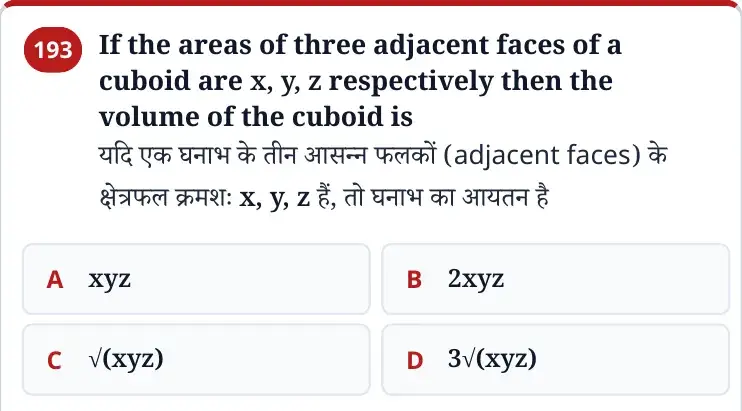 193 If the areas of three adjacent faces of a
cuboid are x, y, z respectively then the
volume of the cuboid is
यदि एक घनाभ के तीन आसन्न फलकों (adjacent faces) के
क्षेत्रफल क्रमशः x, y, z हैं, तो घनाभ का आयतन है
A xyz
B 2xyz
C √(xyz)
D 3√(xyz)